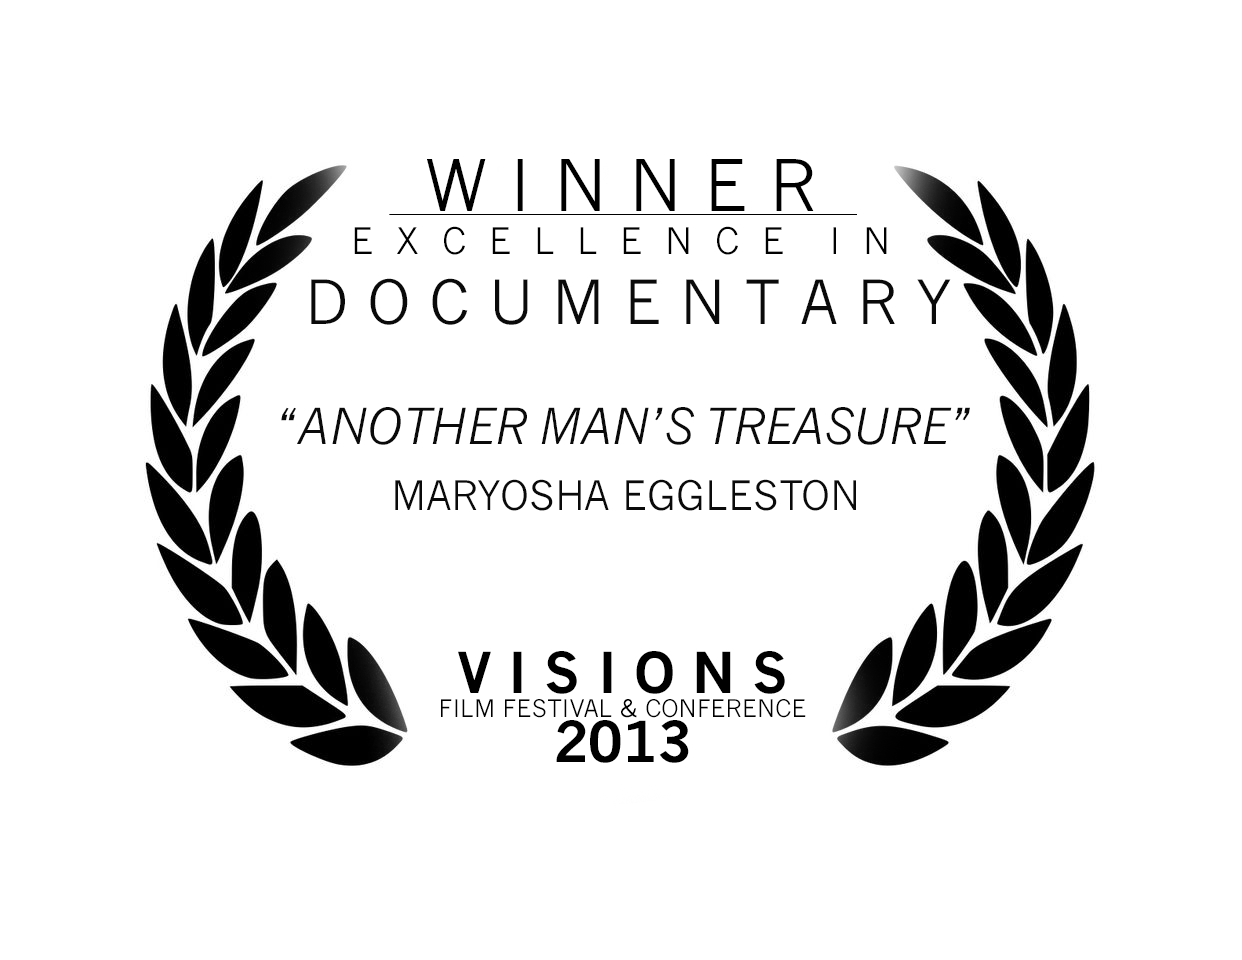 WINNER
EXCELLENCE IN
DOCUMENTARY
“ANOTHER MAN’S TREASURE”
MARYOSHA EGGLESTON
VISIONS
FILM FESTIVAL & CONFERENCE
2013